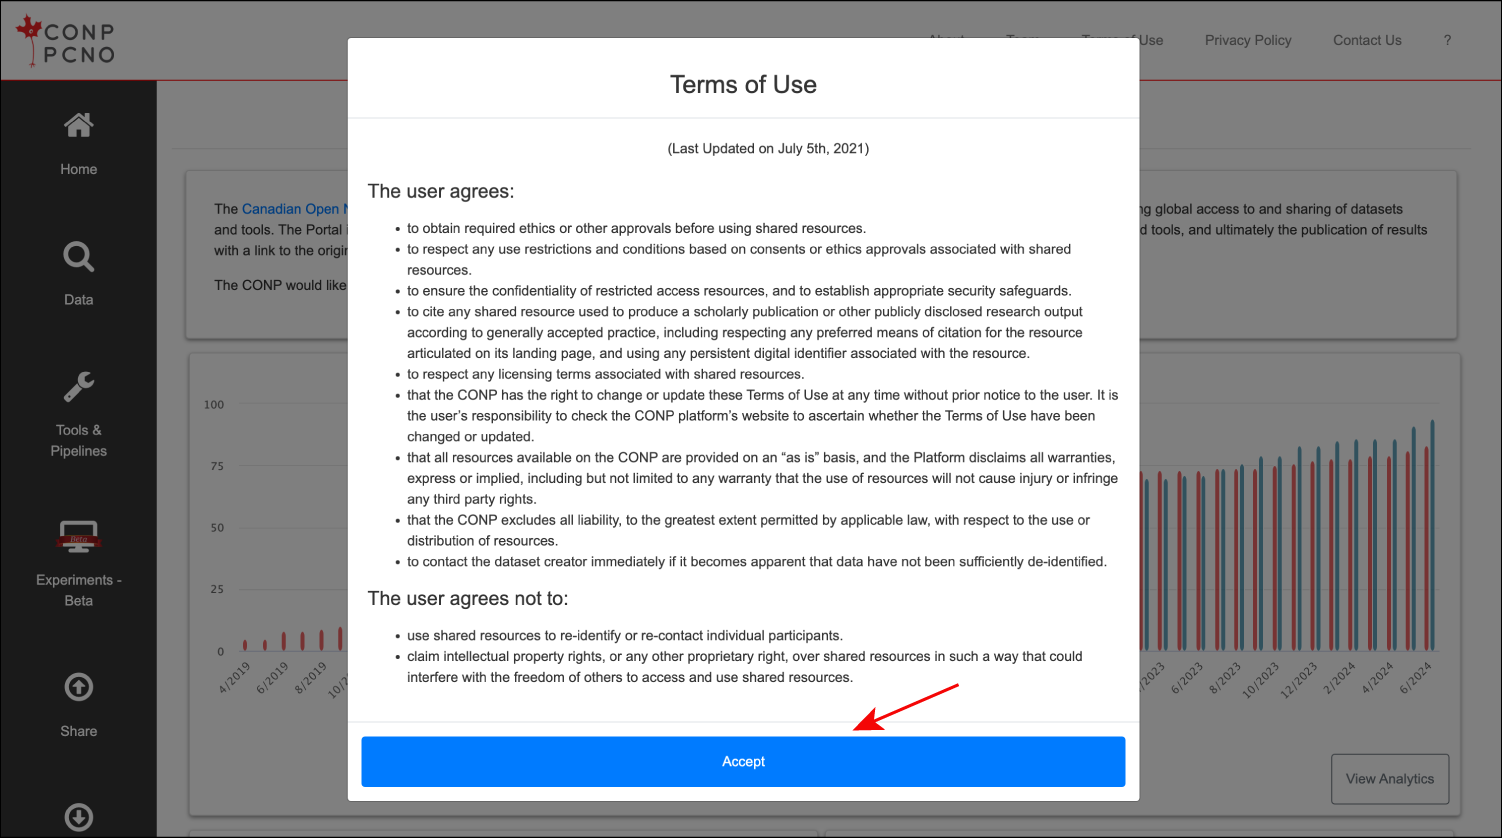 CONP
PCNO
About Team Terms of Use Privacy Policy Contact Us ?
Home
Data
Tools &
Pipelines
Beta
Experiments -
Beta
Share
The Canadian Open
and tools. The Portal
with a link to the
The CONP would like
global access to and sharing of datasets
tools, and ultimately the publication of results
Terms of Use
(Last Updated on July 5th, 2021)
The user agrees:
• to obtain required ethics or other approvals before using shared resources.
• to respect any use restrictions and conditions based on consents or ethics approvals associated with shared
resources.
• to ensure the confidentiality of restricted access resources, and to establish appropriate security safeguards.
• to cite any shared resource used to produce a scholarly publication or other publicly disclosed research output
according to generally accepted practice, including respecting any preferred means of citation for the resource
articulated on its landing page, and using any persistent digital identifier associated with the resource.
• to respect any licensing terms associated with shared resources.
• that the CONP has the right to change or update these Terms of Use at any time without prior notice to the user. It is
the user’s responsibility to check the CONP platform’s website to ascertain whether the Terms of Use have been
changed or updated.
• that all resources available on the CONP are provided on an “as is” basis, and the Platform disclaims all warranties,
express or implied, including but not limited to any warranty that the use of resources will not cause injury or infringe
any third party rights.
• that the CONP excludes all liability, to the greatest extent permitted by applicable law, with respect to the use or
distribution of resources.
• to contact the dataset creator immediately if it becomes apparent that data have not been sufficiently de-identified.
The user agrees not to:
• use shared resources to re-identify or re-contact individual participants.
• claim intellectual property rights, or any other proprietary right, over shared resources in such a way that could
interfere with the freedom of others to access and use shared resources.
Accept
100
75
50
25
0
4/2019 6/2019 8/2019 6/2023 8/2023 10/2023 12/2023 2/2024 4/2024 6/2024
View Analytics